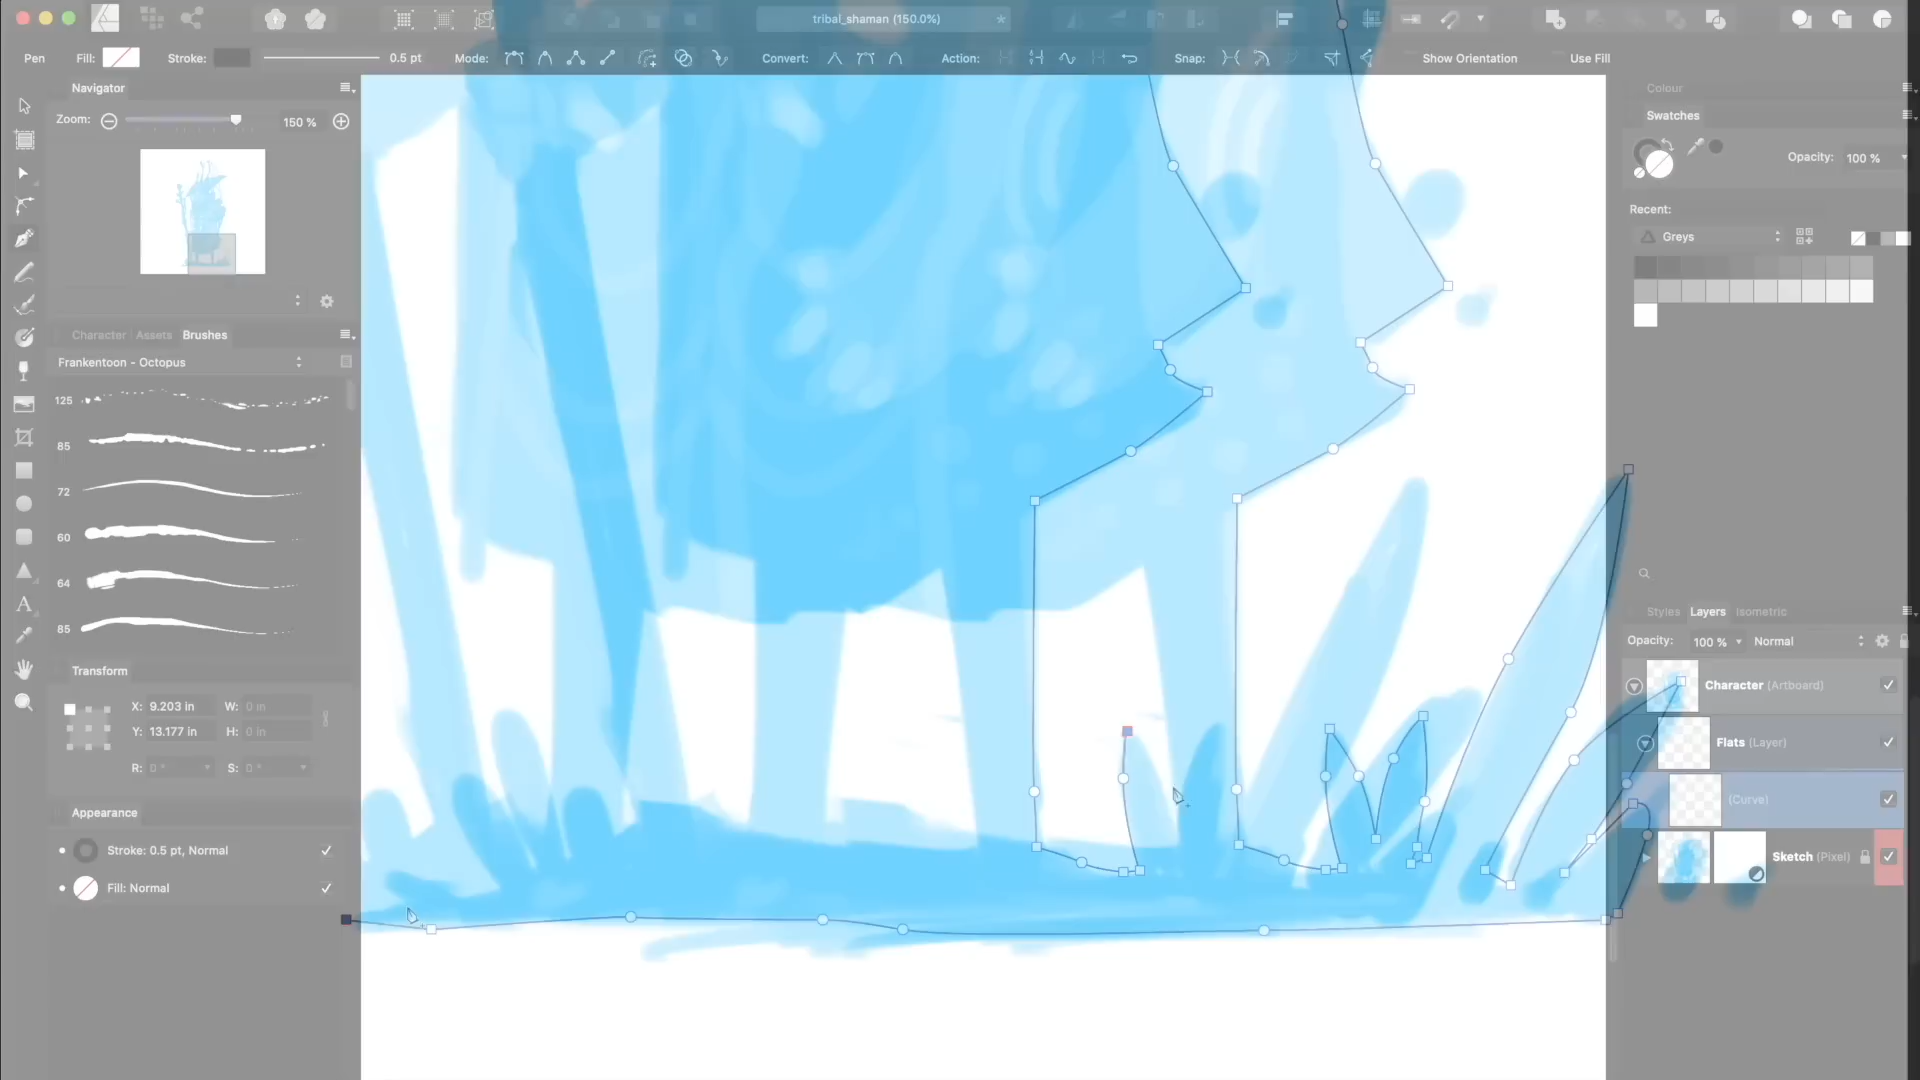 tribal_shaman (150.0%)
Pen Fill: Stroke: 0.5 pt Mode: Convert: Action: Snap: Show Orientation Use Fill
Navigator
Zoom: 150 %
Character Assets Brushes
Frankentoon - Octopus
125
85
72
60
64
85
Transform
X: 9.203 in W: 0 in
Y: 13.177 in H: 0 in
R: 0 ° S: 0 °
Appearance
Stroke: 0.5 pt, Normal
Fill: Normal
Colour
Swatches
Opacity: 100 %
Recent:
Greys
Styles Layers Isometric
Opacity: 100 % Normal
Character (Artboard)
Flats (Layer)
(Curve)
Sketch (Pixel)